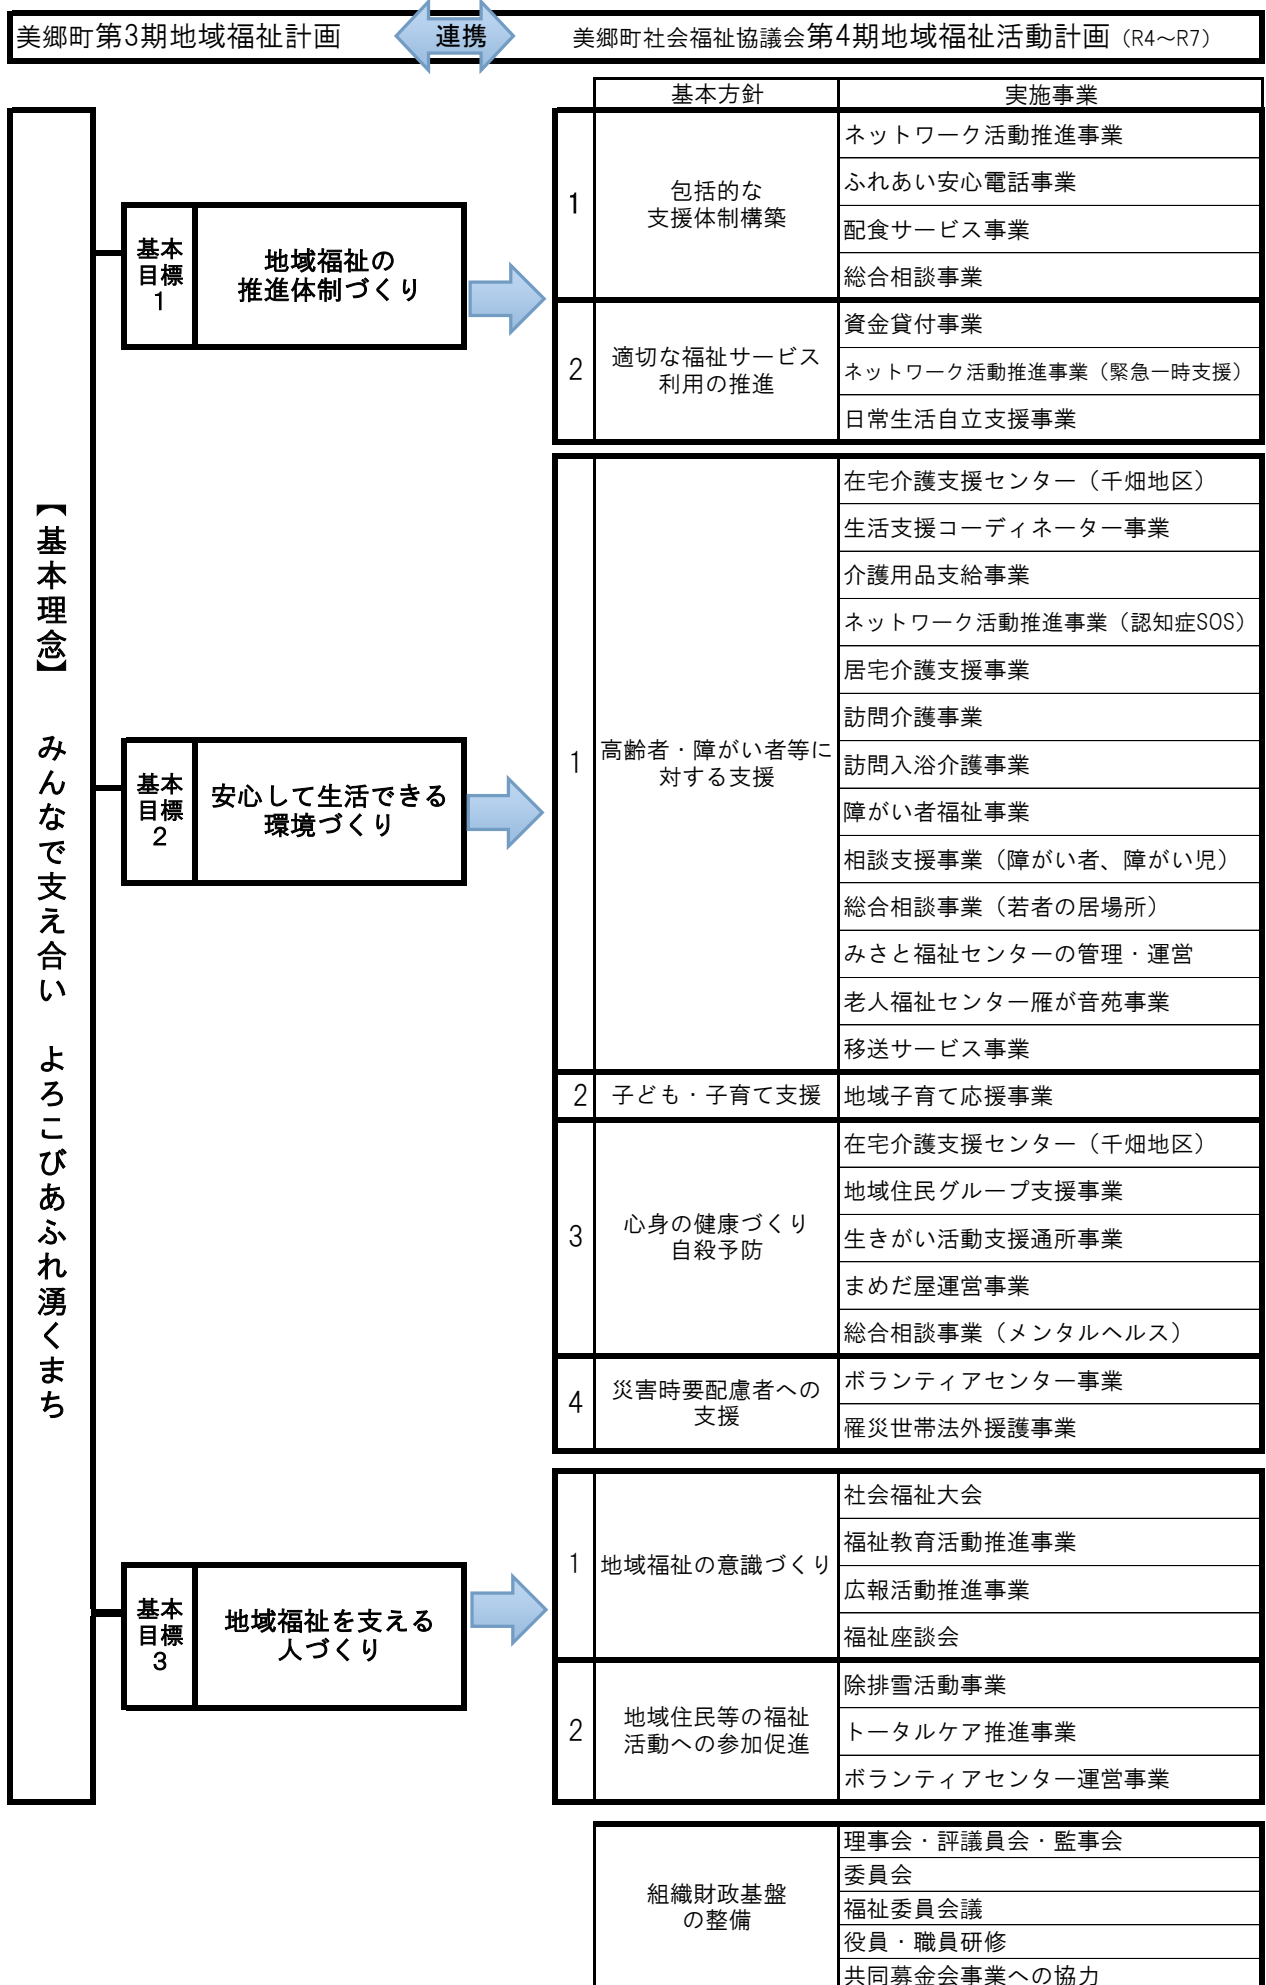 美郷町第3期地域福祉計画
連携
美郷町社会福祉協議会第4期地域福祉活動計画（R4～R7）
基本方針
実施事業
【基本理念】 みんなで支え合い よろこびあふれ湧くまち
基本
目標
1
地域福祉の
推進体制づくり
1
包括的な
支援体制構築
ネットワーク活動推進事業
ふれあい安心電話事業
配食サービス事業
総合相談事業
2
適切な福祉サービス
利用の推進
資金貸付事業
ネットワーク活動推進事業（緊急一時支援）
日常生活自立支援事業
基本
目標
2
安心して生活できる
環境づくり
1
高齢者・障がい者等に
対する支援
在宅介護支援センター（千畑地区）
生活支援コーディネーター事業
介護用品支給事業
ネットワーク活動推進事業（認知症SOS）
居宅介護支援事業
訪問介護事業
訪問入浴介護事業
障がい者福祉事業
相談支援事業（障がい者、障がい児）
総合相談事業（若者の居場所）
みさと福祉センターの管理・運営
老人福祉センター雁が音苑事業
移送サービス事業
2
子ども・子育て支援
地域子育て応援事業
3
心身の健康づくり
自殺予防
在宅介護支援センター（千畑地区）
地域住民グループ支援事業
生きがい活動支援通所事業
まめだ屋運営事業
総合相談事業（メンタルヘルス）
4
災害時要配慮者への
支援
ボランティアセンター事業
罹災世帯法外援護事業
基本
目標
3
地域福祉を支える
人づくり
1
地域福祉の意識づくり
社会福祉大会
福祉教育活動推進事業
広報活動推進事業
福祉座談会
2
地域住民等の福祉
活動への参加促進
除排雪活動事業
トータルケア推進事業
ボランティアセンター運営事業
組織財政基盤
の整備
理事会・評議員会・監事会
委員会
福祉委員会議
役員・職員研修
共同募金会事業への協力